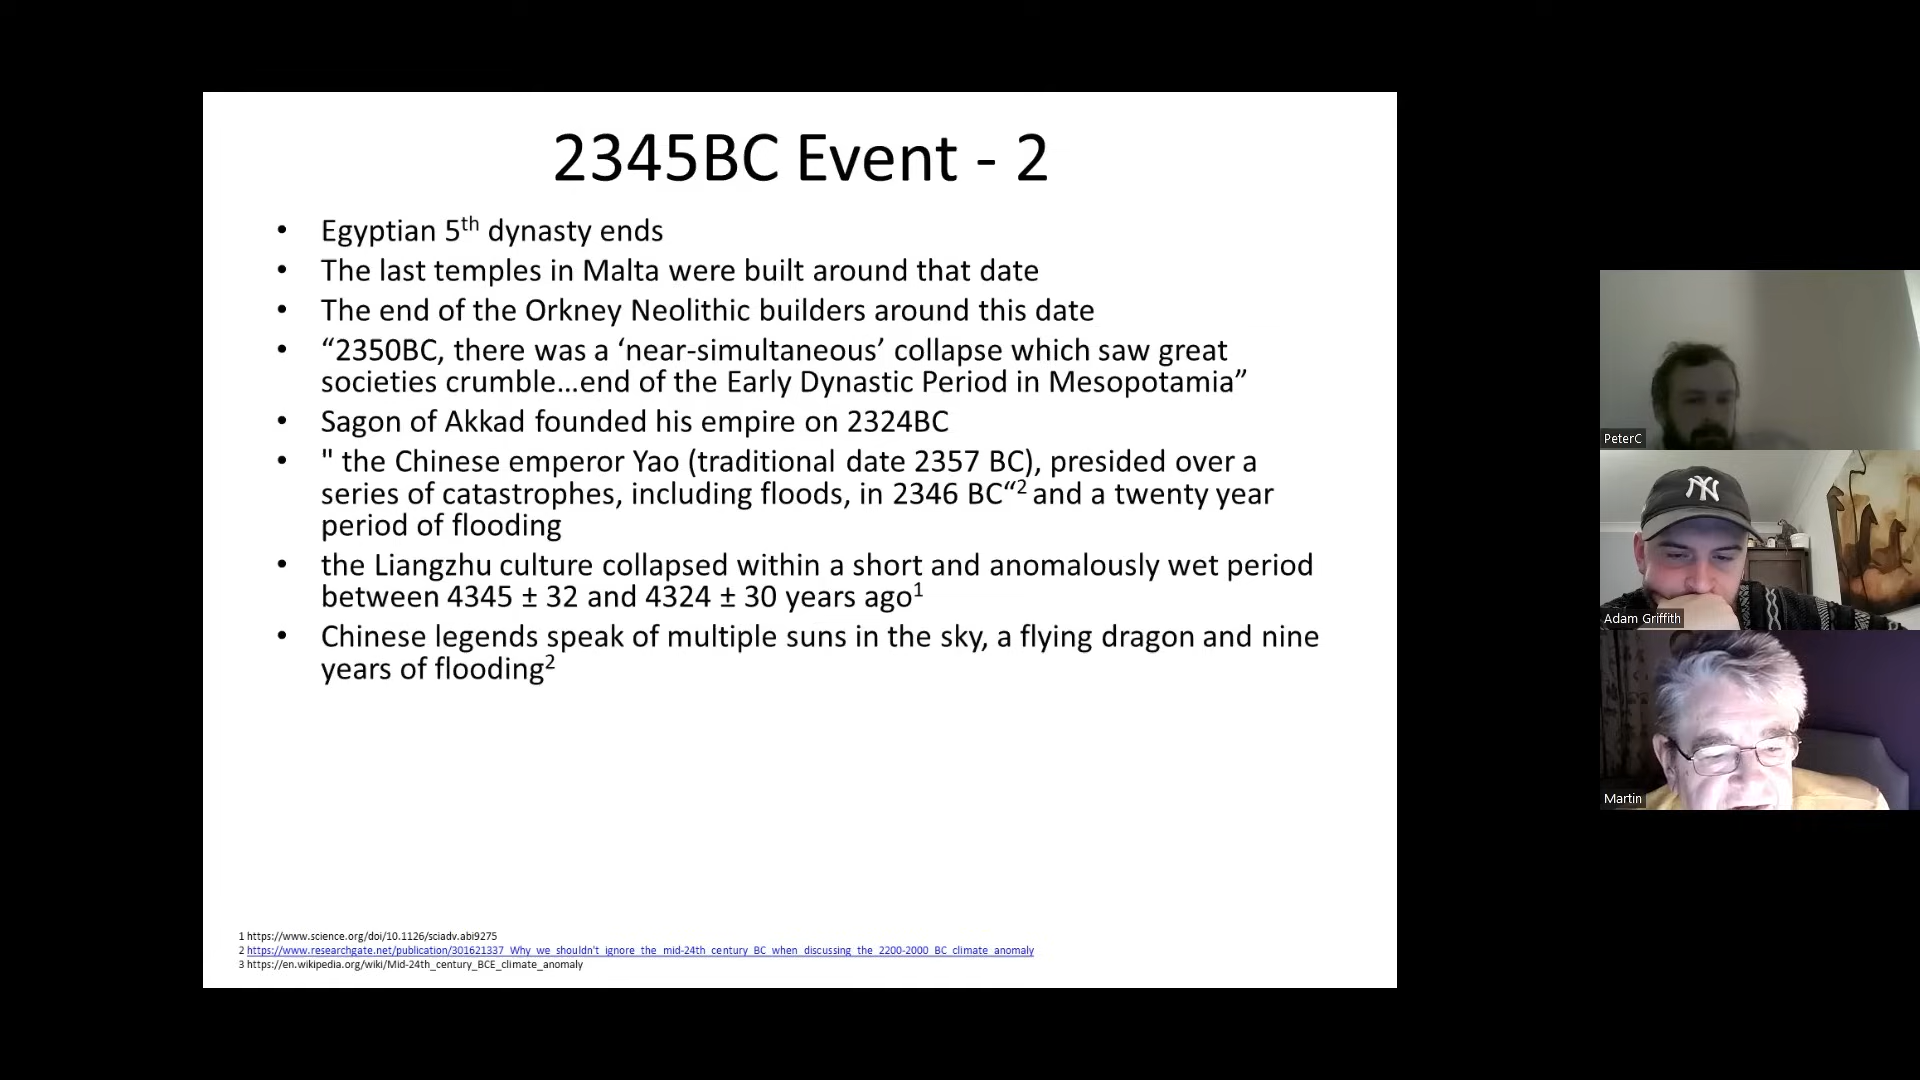 2345BC Event - 2
• Egyptian 5th dynasty ends
• The last temples in Malta were built around that date
• The end of the Orkney Neolithic builders around this date
• “2350BC, there was a ‘near-simultaneous’ collapse which saw great
societies crumble…end of the Early Dynastic Period in Mesopotamia”
• Sagon of Akkad founded his empire on 2324BC
• " the Chinese emperor Yao (traditional date 2357 BC), presided over a
series of catastrophes, including floods, in 2346 BC“2 and a twenty year
period of flooding
• the Liangzhu culture collapsed within a short and anomalously wet period
between 4345 ± 32 and 4324 ± 30 years ago1
• Chinese legends speak of multiple suns in the sky, a flying dragon and nine
years of flooding2
1 https://www.science.org/doi/10.1126/sciadv.abi9275
2 https://www.researchgate.net/publication/301621337_Why_we_shouldn't_ignore_the_mid-24th_century_BC_when_discussing_the_2200-2000_BC_climate_anomaly
3 https://en.wikipedia.org/wiki/Mid-24th_century_BCE_climate_anomaly
PeterC
NY
Adam Griffith
Martin